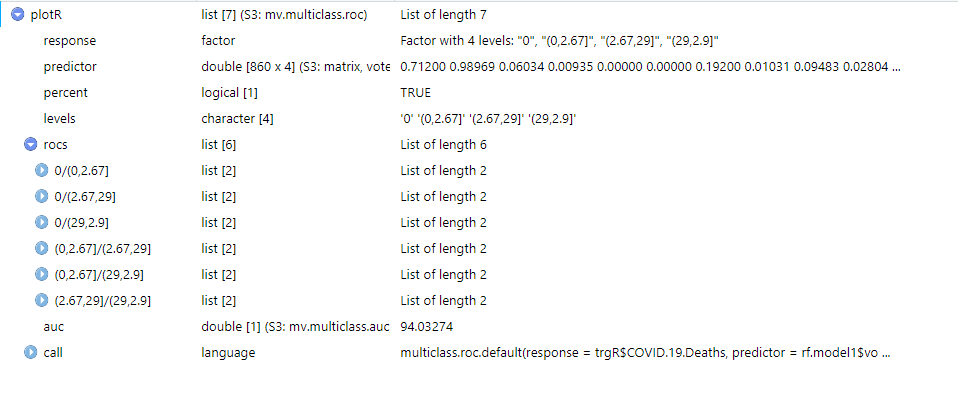 plotR list [7] (S3: mv.multiclass.roc) List of length 7
response factor Factor with 4 levels: "0", "(0,2.67]", "(2.67,29]", "(29,2.9]"
predictor double [860 x 4] (S3: matrix, vote 0.71200 0.98969 0.06034 0.00935 0.00000 0.00000 0.19200 0.01031 0.09483 0.02804 ...
percent logical [1] TRUE
levels character [4] '0' '(0,2.67]' '(2.67,29]' '(29,2.9]'
rocs list [6] List of length 6
0/(0,2.67] list [2] List of length 2
0/(2.67,29] list [2] List of length 2
0/(29,2.9] list [2] List of length 2
(0,2.67]/(2.67,29] list [2] List of length 2
(0,2.67]/(29,2.9] list [2] List of length 2
(2.67,29]/(29,2.9] list [2] List of length 2
auc double [1] (S3: mv.multiclass.auc 94.03274
call language multiclass.roc.default(response = trgR$COVID.19.Deaths, predictor = rf.model1$vo ...